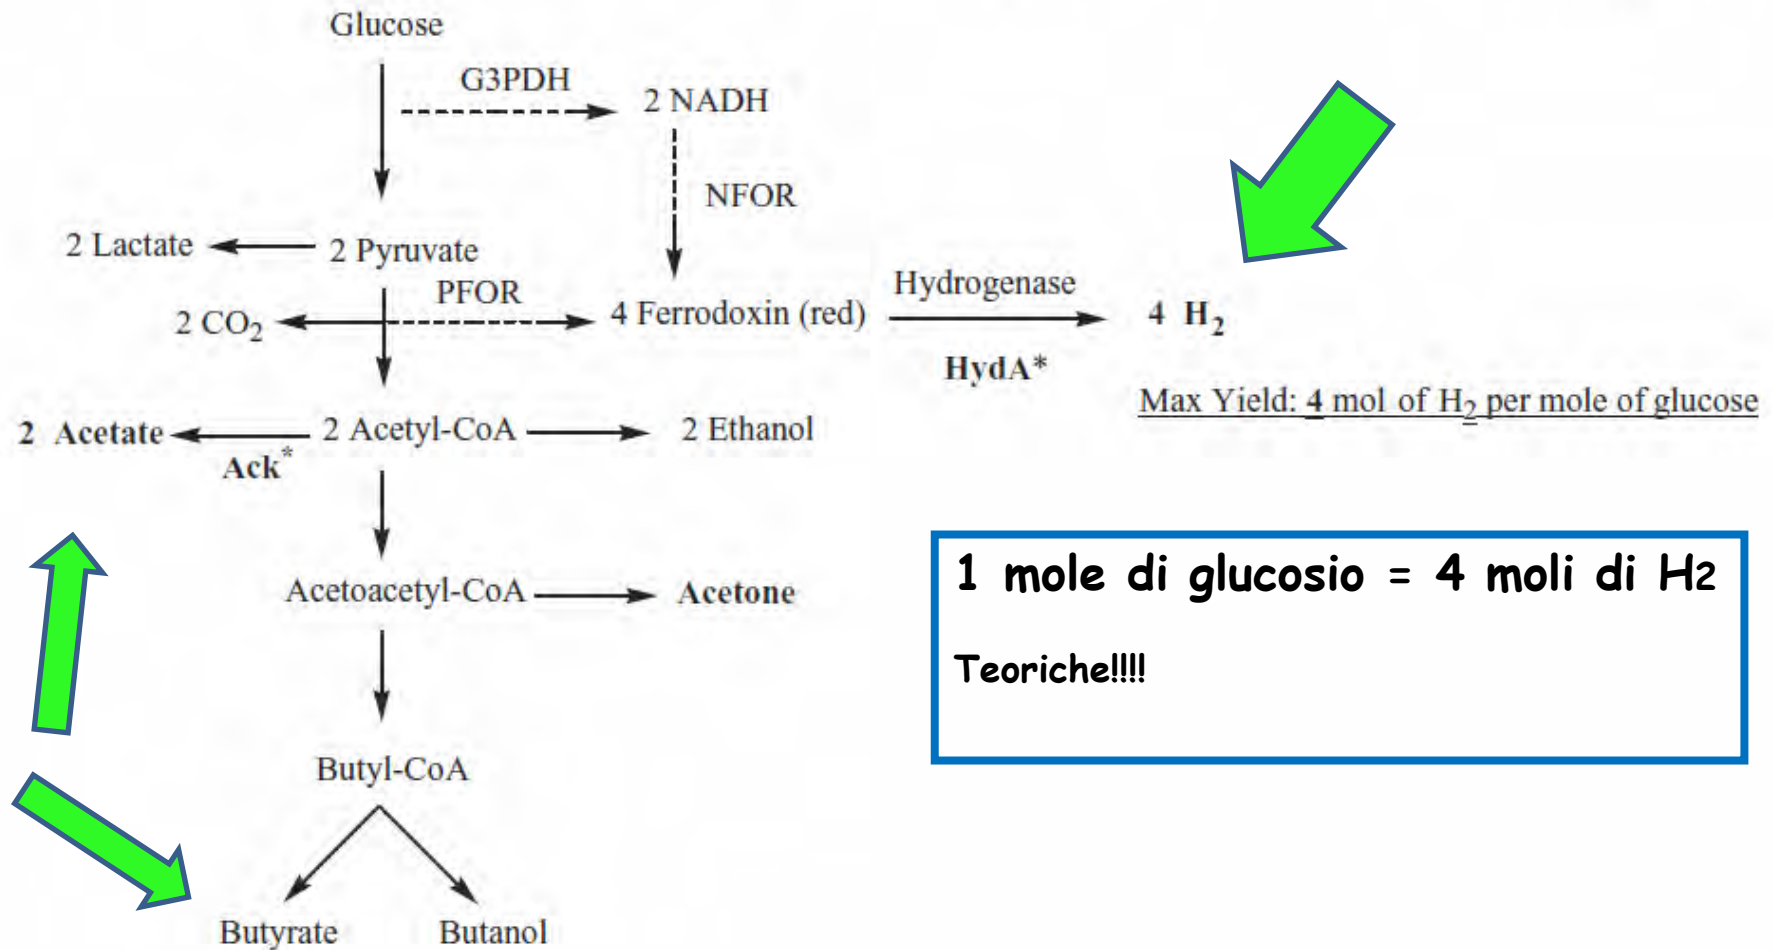 Glucose
G3PDH
2 NADH
NFOR
2 Lactate
2 Pyruvate
PFOR
2 CO2
4 Ferrodoxin (red)
Hydrogenase
HydA*
4 H2
Max Yield: 4 mol of H2 per mole of glucose
2 Acetate
Ack*
2 Acetyl-CoA
2 Ethanol
Acetoacetyl-CoA
Acetone
1 mole di glucosio = 4 moli di H2
Teoriche!!!!
Butyl-CoA
Butyrate
Butanol